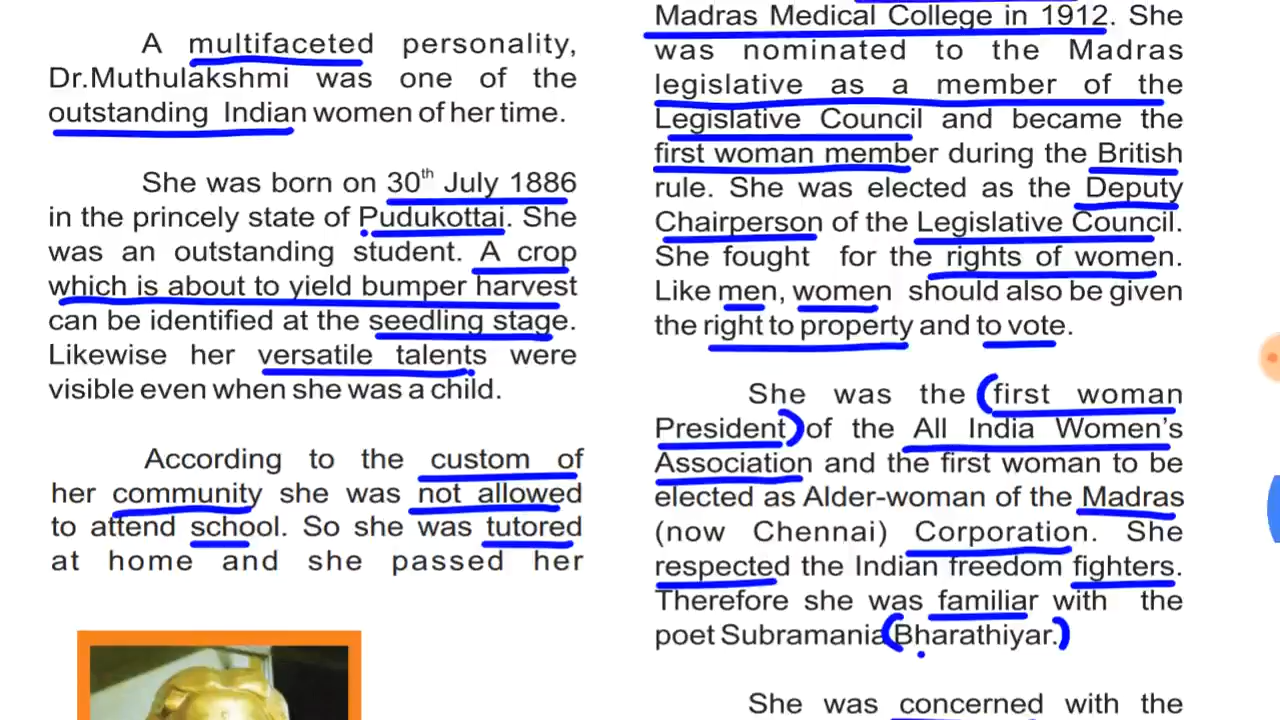 A multifaceted personality,
Dr.Muthulakshmi was one of the
outstanding Indian women of her time.
She was born on 30th July 1886
in the princely state of Pudukottai. She
was an outstanding student. A crop
which is about to yield bumper harvest
can be identified at the seedling stage.
Likewise her versatile talents were
visible even when she was a child.
According to the custom of
her community she was not allowed
to attend school. So she was tutored
at home and she passed her
Madras Medical College in 1912. She
was nominated to the Madras
legislative as a member of the
Legislative Council and became the
first woman member during the British
rule. She was elected as the Deputy
Chairperson of the Legislative Council.
She fought for the rights of women.
Like men, women should also be given
the right to property and to vote.
She was the (first woman
President) of the All India Women's
Association and the first woman to be
elected as Alder-woman of the Madras
(now Chennai) Corporation. She
respected the Indian freedom fighters.
Therefore she was familiar with the
poet Subramania (Bharathiyar.)
She was concerned with the